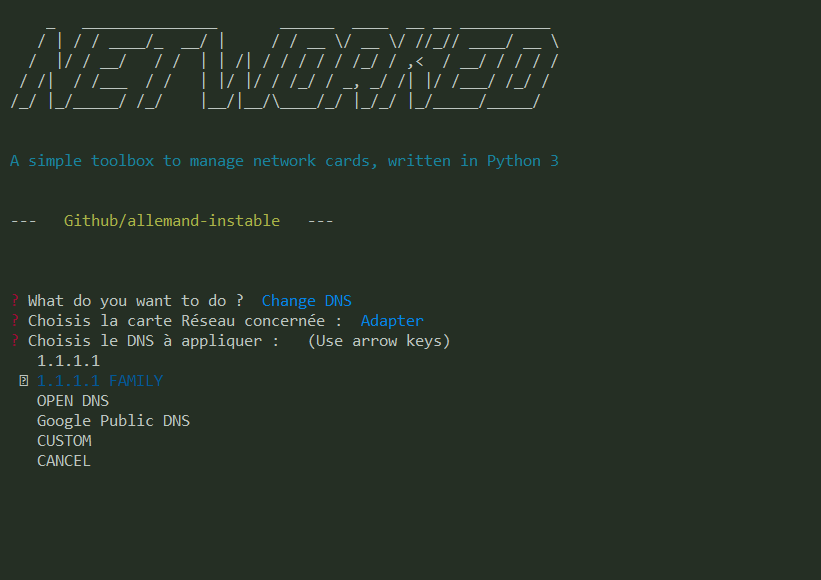 NETWORKED
A simple toolbox to manage network cards, written in Python 3
--- Github/allemand-instable ---
? What do you want to do ? Change DNS
? Choisis la carte Réseau concernée : Adapter
? Choisis le DNS à appliquer : (Use arrow keys)
1.1.1.1
1.1.1.1 FAMILY
OPEN DNS
Google Public DNS
CUSTOM
CANCEL